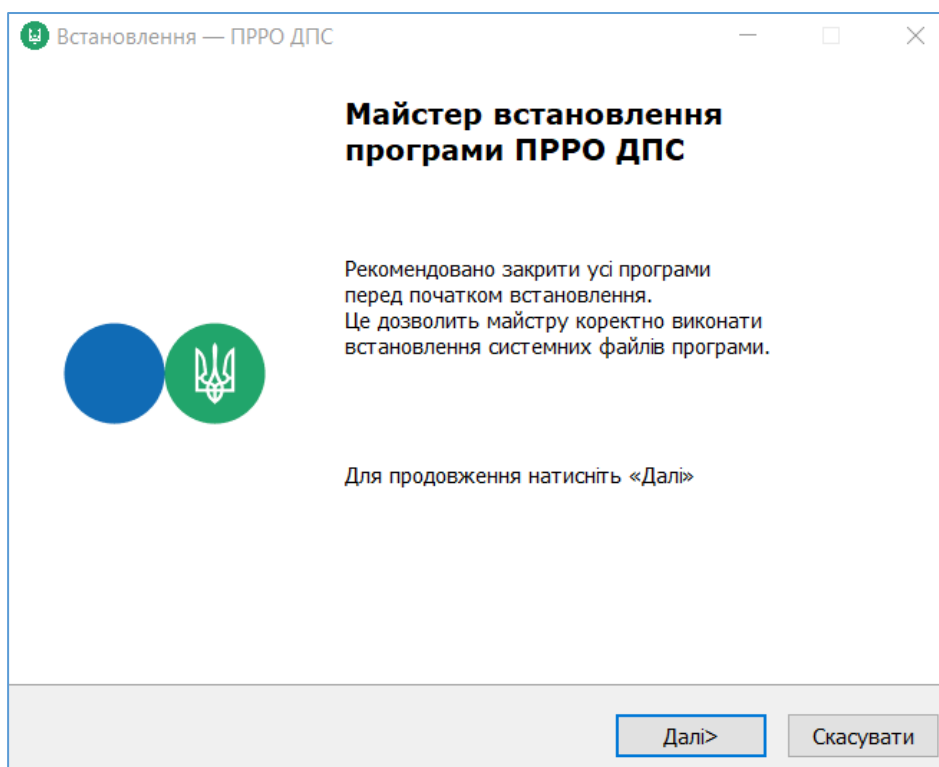 Встановлення — ПРРО ДПС
Майстер встановлення
програми ПРРО ДПС
Рекомендовано закрити усі програми
перед початком встановлення.
Це дозволить майстру коректно виконати
встановлення системних файлів програми.
Для продовження натисніть «Далі»
Далі>
Скасувати